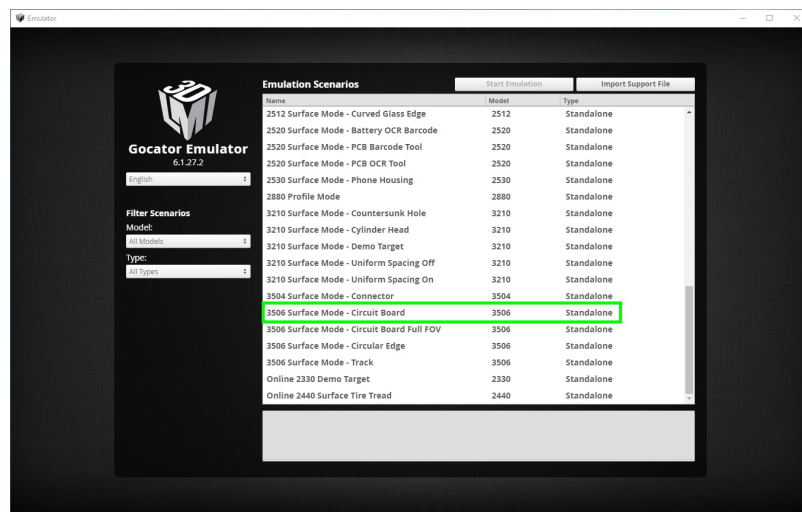 Emulator
3D
LMI
Gocator Emulator
6.1.27.2
English
Filter Scenarios
Model:
All Models
Type:
All Types
Emulation Scenarios
Start Emulation
Import Support File
Name Model Type
2512 Surface Mode - Curved Glass Edge 2512 Standalone
2520 Surface Mode - Battery OCR Barcode 2520 Standalone
2520 Surface Mode - PCB Barcode Tool 2520 Standalone
2520 Surface Mode - PCB OCR Tool 2520 Standalone
2530 Surface Mode - Phone Housing 2530 Standalone
2880 Profile Mode 2880 Standalone
3210 Surface Mode - Countersunk Hole 3210 Standalone
3210 Surface Mode - Cylinder Head 3210 Standalone
3210 Surface Mode - Demo Target 3210 Standalone
3210 Surface Mode - Uniform Spacing Off 3210 Standalone
3210 Surface Mode - Uniform Spacing On 3210 Standalone
3504 Surface Mode - Connector 3504 Standalone
3506 Surface Mode - Circuit Board 3506 Standalone
3506 Surface Mode - Circuit Board Full FOV 3506 Standalone
3506 Surface Mode - Circular Edge 3506 Standalone
3506 Surface Mode - Track 3506 Standalone
Online 2330 Demo Target 2330 Standalone
Online 2440 Surface Tire Tread 2440 Standalone